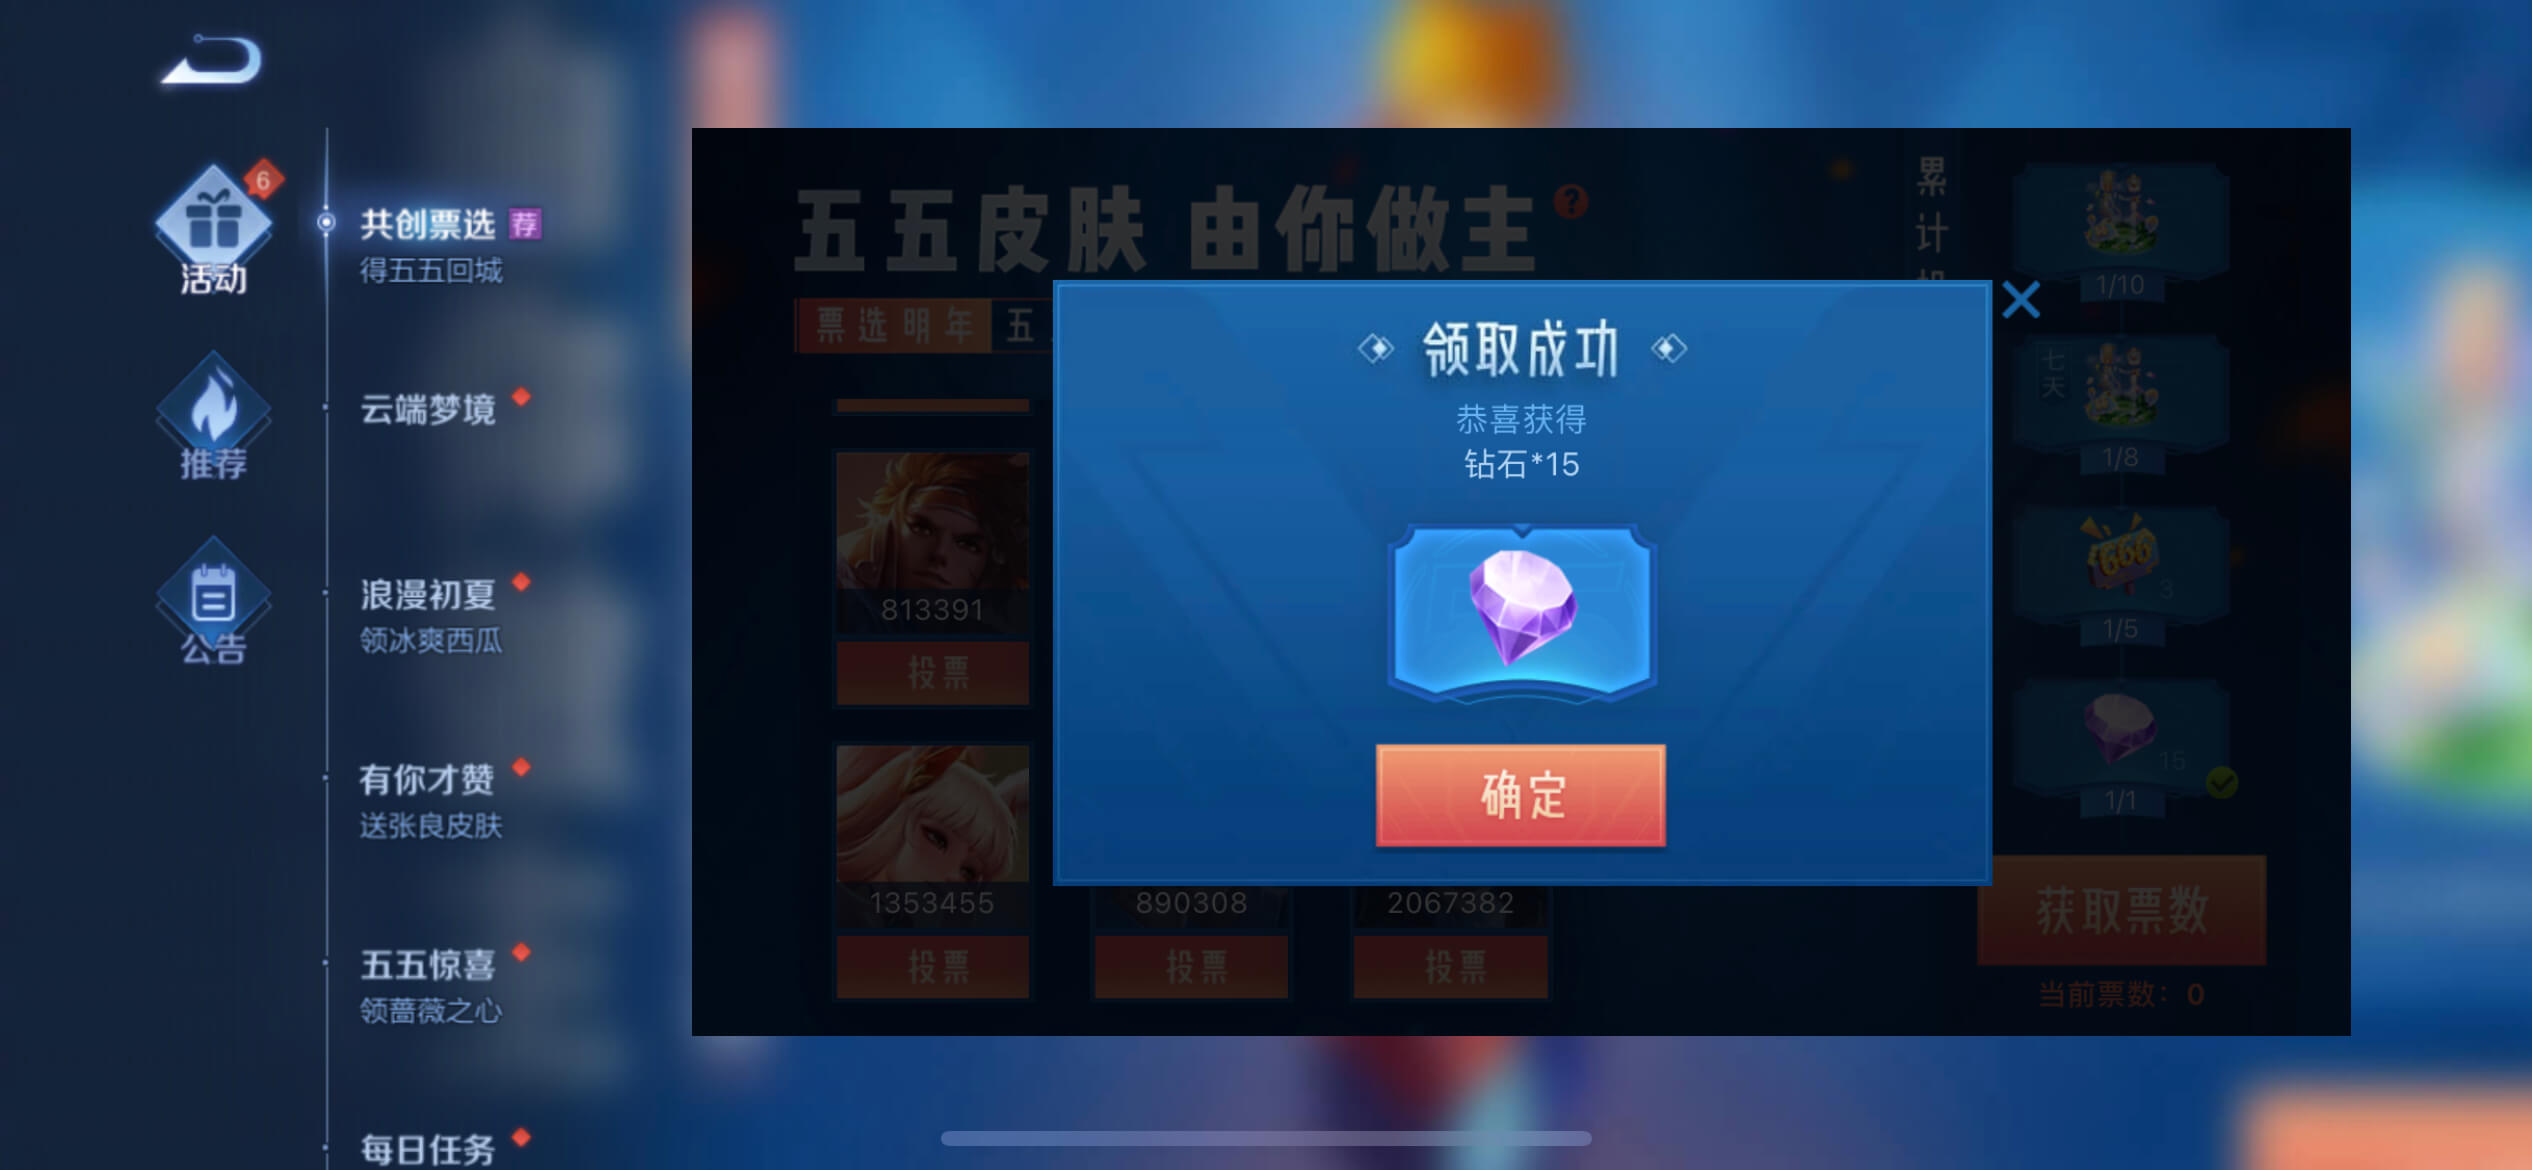 6
活动
推荐
公告
共创票选 荐
得五五回城
云端梦境
浪漫初夏
领冰爽西瓜
有你才赞
送张良皮肤
五五惊喜
领蔷薇之心
每日任务
五五皮肤 由你做主 ?
票选明年 五
累计
领取成功
恭喜获得
钻石*15
确定
813391
投票
1353455
投票
890308
投票
2067382
投票
1/10
七天
1/8
666
3
1/5
15
1/1
获取票数
当前票数：0